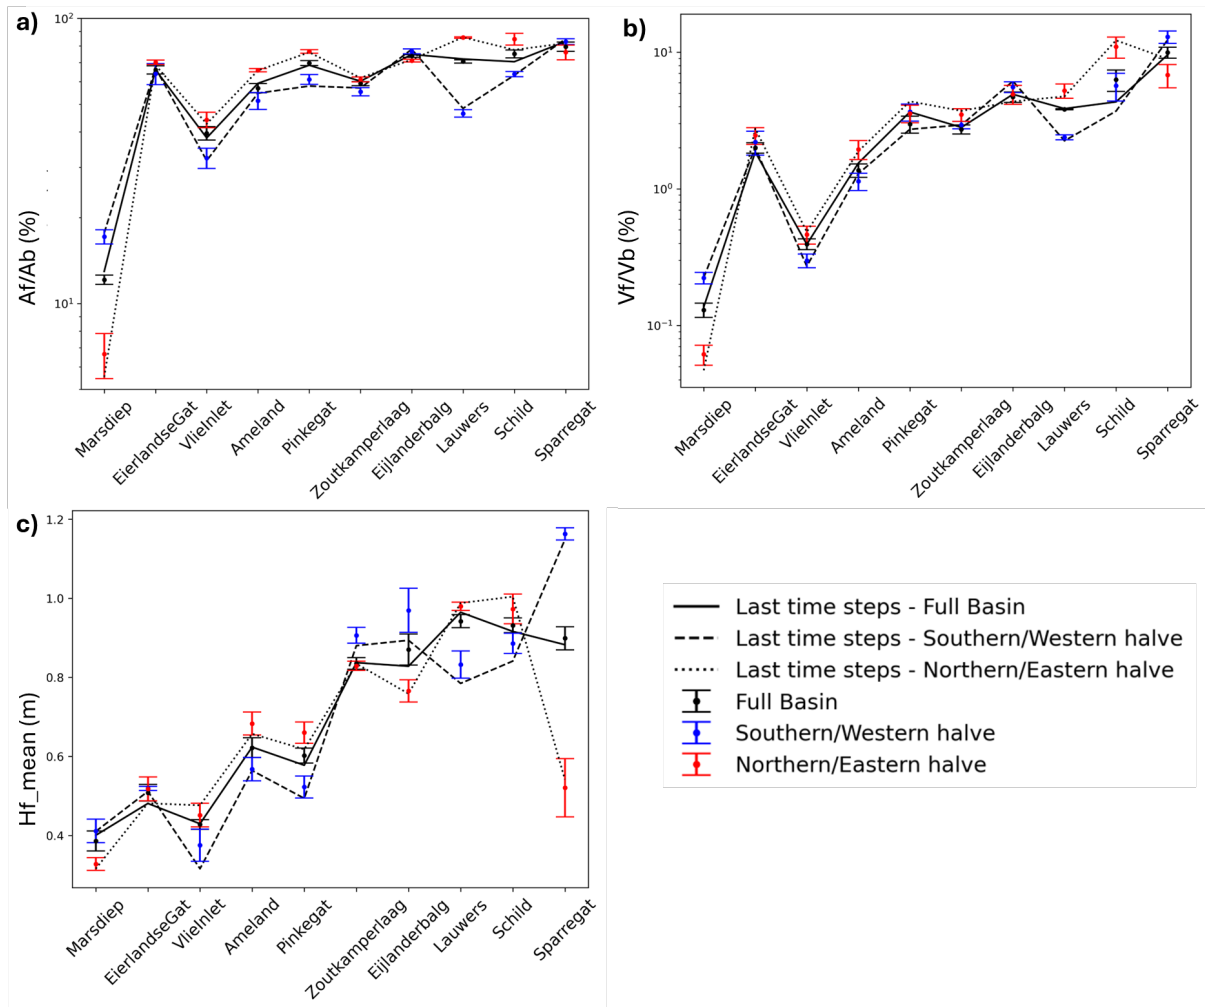 a)
10²
10¹
Af/Ab (%)
Marsdiep
EierlandseGat
VlieInlet
Ameland
Pinkegat
Zoutkamperlaag
Eijlanderbalg
Lauwers
Schild
Sparregat
b)
10¹
10⁰
10⁻¹
Vf/Vb (%)
Marsdiep
EierlandseGat
VlieInlet
Ameland
Pinkegat
Zoutkamperlaag
Eijlanderbalg
Lauwers
Schild
Sparregat
c)
1.2
1.0
0.8
0.6
0.4
Hf_mean (m)
Marsdiep
EierlandseGat
VlieInlet
Ameland
Pinkegat
Zoutkamperlaag
Eijlanderbalg
Lauwers
Schild
Sparregat
Last time steps - Full Basin
Last time steps - Southern/Western halve
Last time steps - Northern/Eastern halve
Full Basin
Southern/Western halve
Northern/Eastern halve